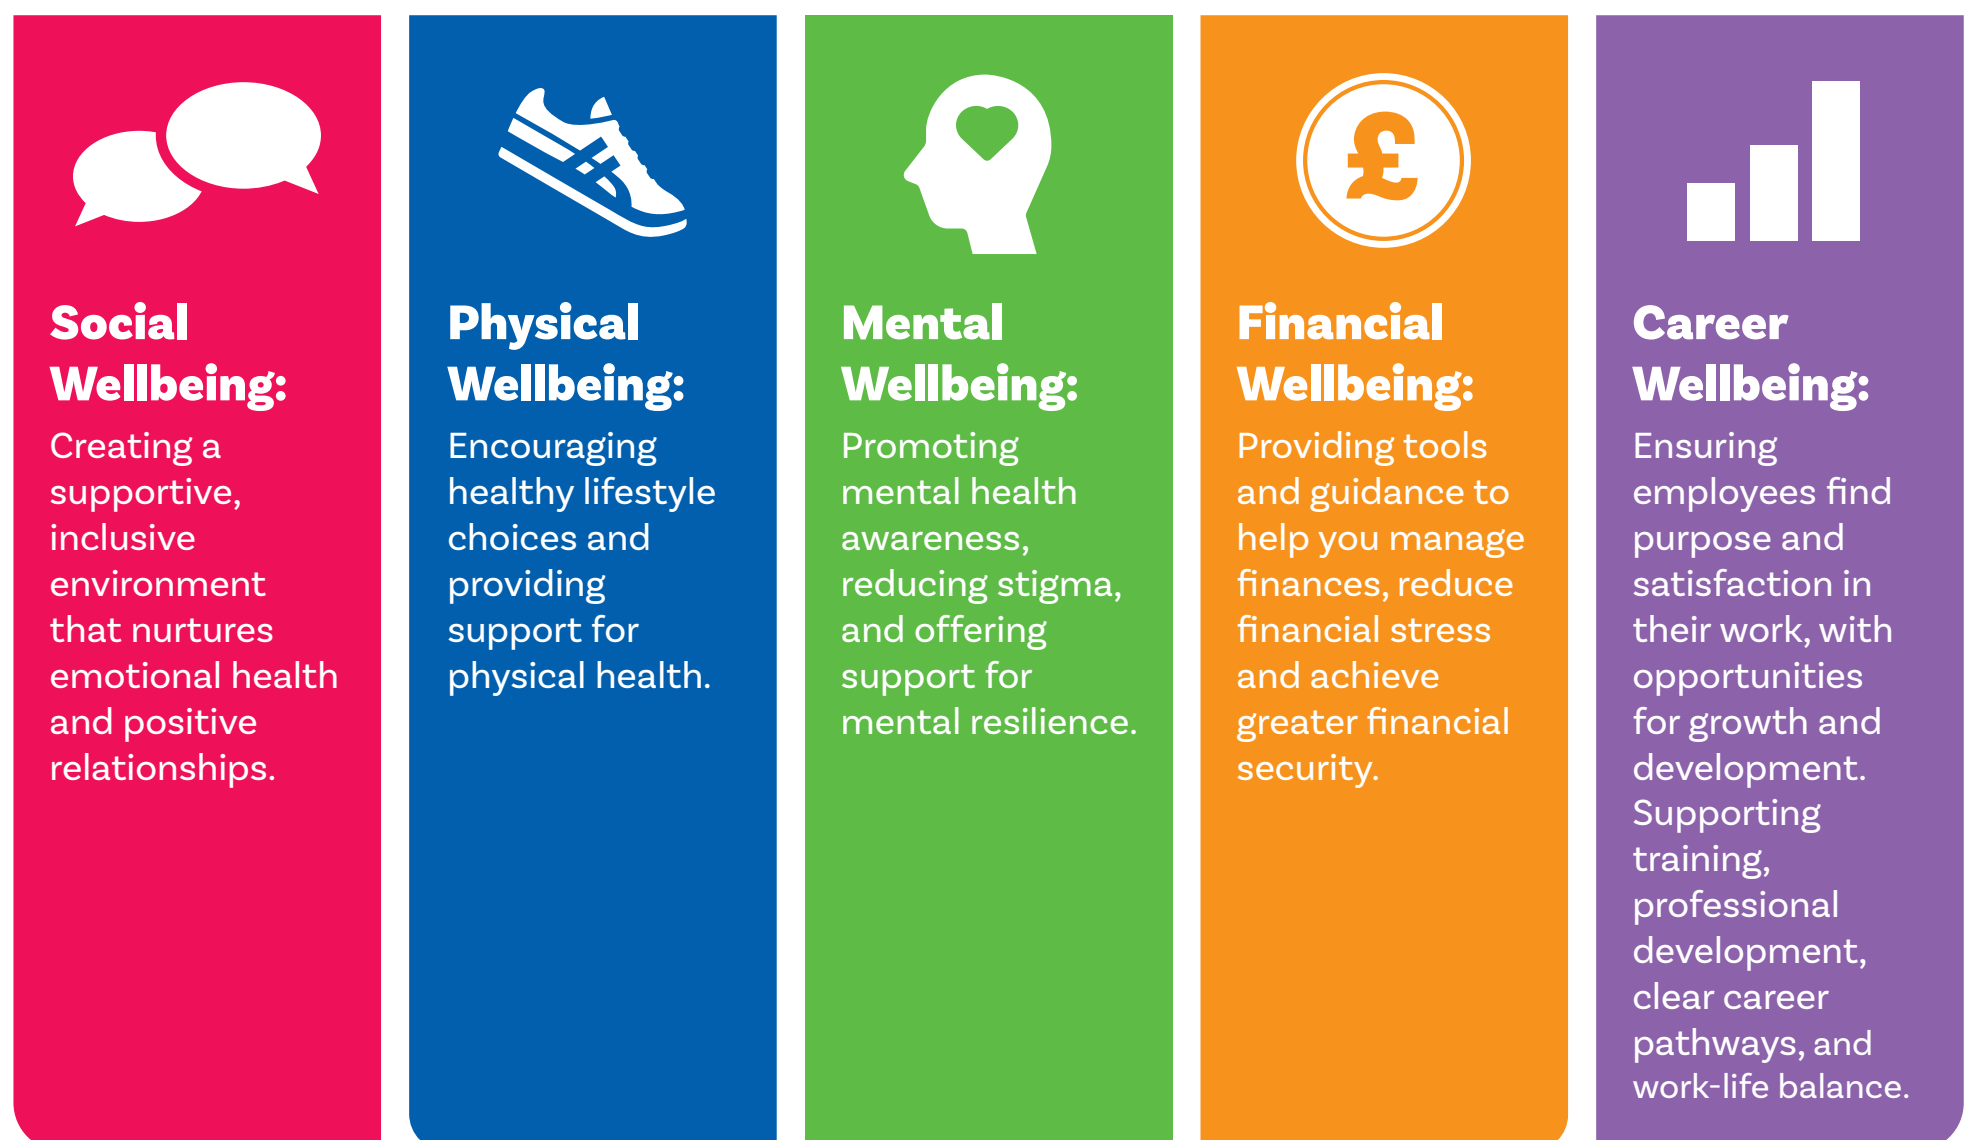 Social
Wellbeing:
Creating a
supportive,
inclusive
environment
that nurtures
emotional health
and positive
relationships.
Physical
Wellbeing:
Encouraging
healthy lifestyle
choices and
providing
support for
physical health.
Mental
Wellbeing:
Promoting
mental health
awareness,
reducing stigma,
and offering
support for
mental resilience.
£
Financial
Wellbeing:
Providing tools
and guidance to
help you manage
finances, reduce
financial stress
and achieve
greater financial
security.
Career
Wellbeing:
Ensuring
employees find
purpose and
satisfaction in
their work, with
opportunities
for growth and
development.
Supporting
training,
professional
development,
clear career
pathways, and
work-life balance.